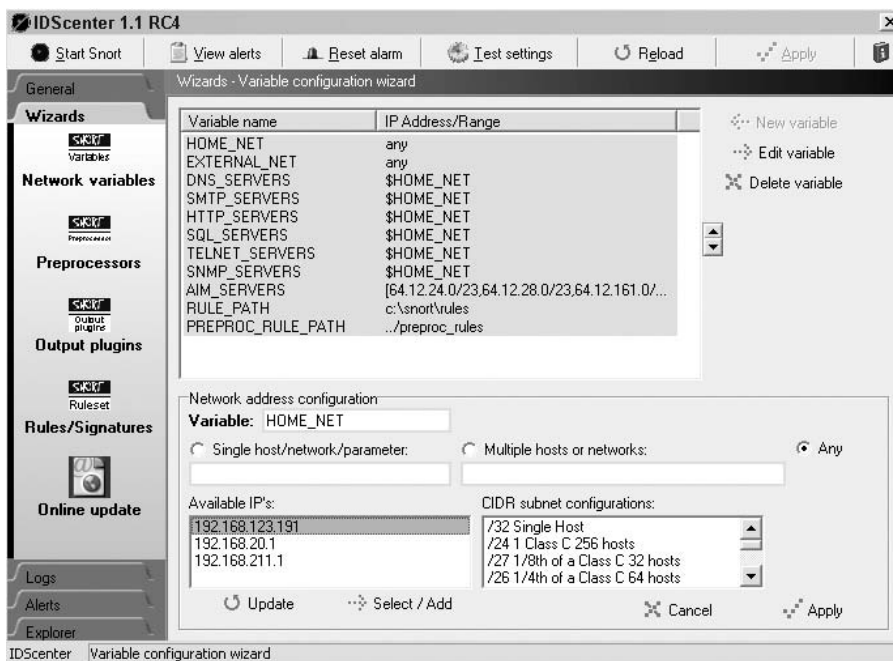 IDScenter 1.1 RC4
Start Snort View alerts Reset alarm Test settings Reload Apply
General
Wizards - Variable configuration wizard
Wizards
SNORT
Variables
Network variables
SNORT
Preprocessor
Preprocessors
SNORT
Output
plugins
Output plugins
SNORT
Ruleset
Rules/Signatures
Online update
Logs
Alerts
Explorer
Variable name IP Address/Range
HOME_NET any
EXTERNAL_NET any
DNS_SERVERS $HOME_NET
SMTP_SERVERS $HOME_NET
HTTP_SERVERS $HOME_NET
SQL_SERVERS $HOME_NET
TELNET_SERVERS $HOME_NET
SNMP_SERVERS $HOME_NET
AIM_SERVERS [64.12.24.0/23,64.12.28.0/23,64.12.161.0/...
RULE_PATH c:\snort\rules
PREPROC_RULE_PATH ../preproc_rules
New variable
Edit variable
Delete variable
Network address configuration
Variable: HOME_NET
Single host/network/parameter: Multiple hosts or networks: Any
Available IP's: CIDR subnet configurations:
192.168.123.191 /32 Single Host
192.168.20.1 /24 1 Class C 256 hosts
192.168.211.1 /27 1/8th of a Class C 32 hosts
/26 1/4th of a Class C 64 hosts
Update Select / Add Cancel Apply
IDScenter Variable configuration wizard